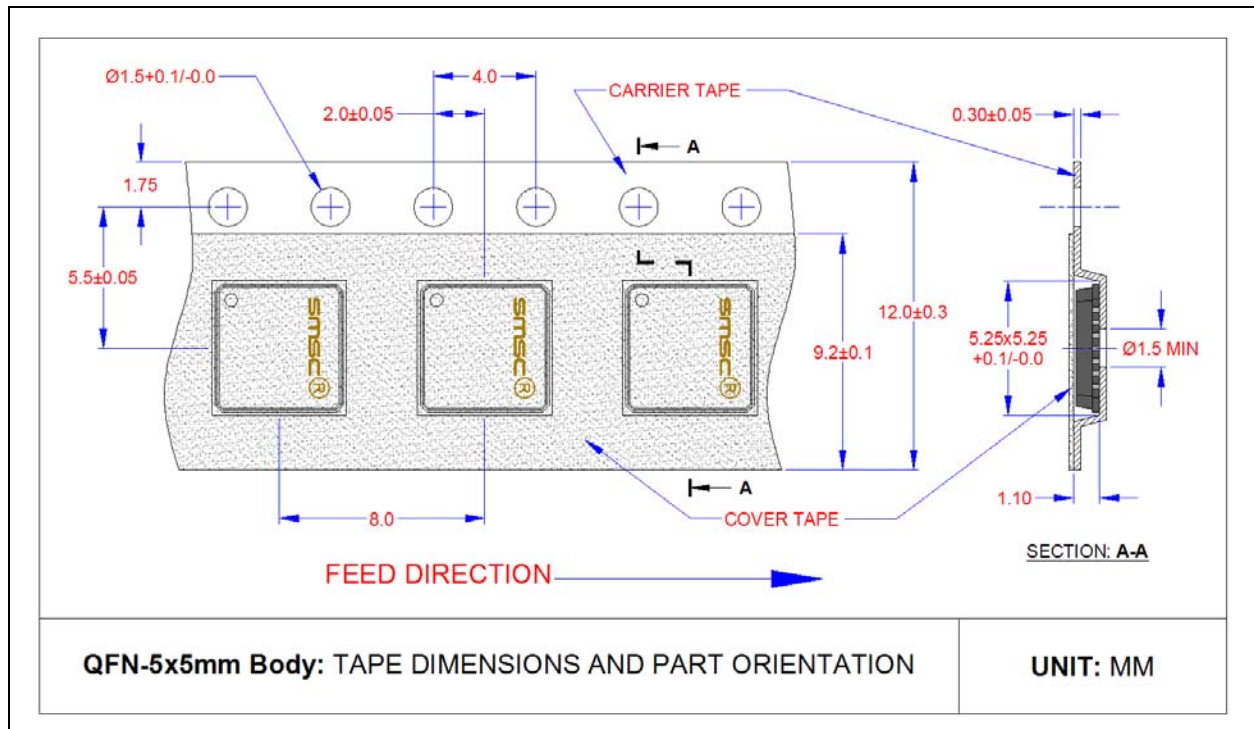 Ø1.5+0.1/-0.0
4.0
CARRIER TAPE
0.30±0.05
2.0±0.05
A
1.75
5.5±0.05
smsc®
smsc®
smsc®
12.0±0.3
9.2±0.1
5.25x5.25
+0.1/-0.0
Ø1.5 MIN
A
1.10
8.0
COVER TAPE
SECTION: A-A
FEED DIRECTION
QFN-5x5mm Body: TAPE DIMENSIONS AND PART ORIENTATION
UNIT: MM